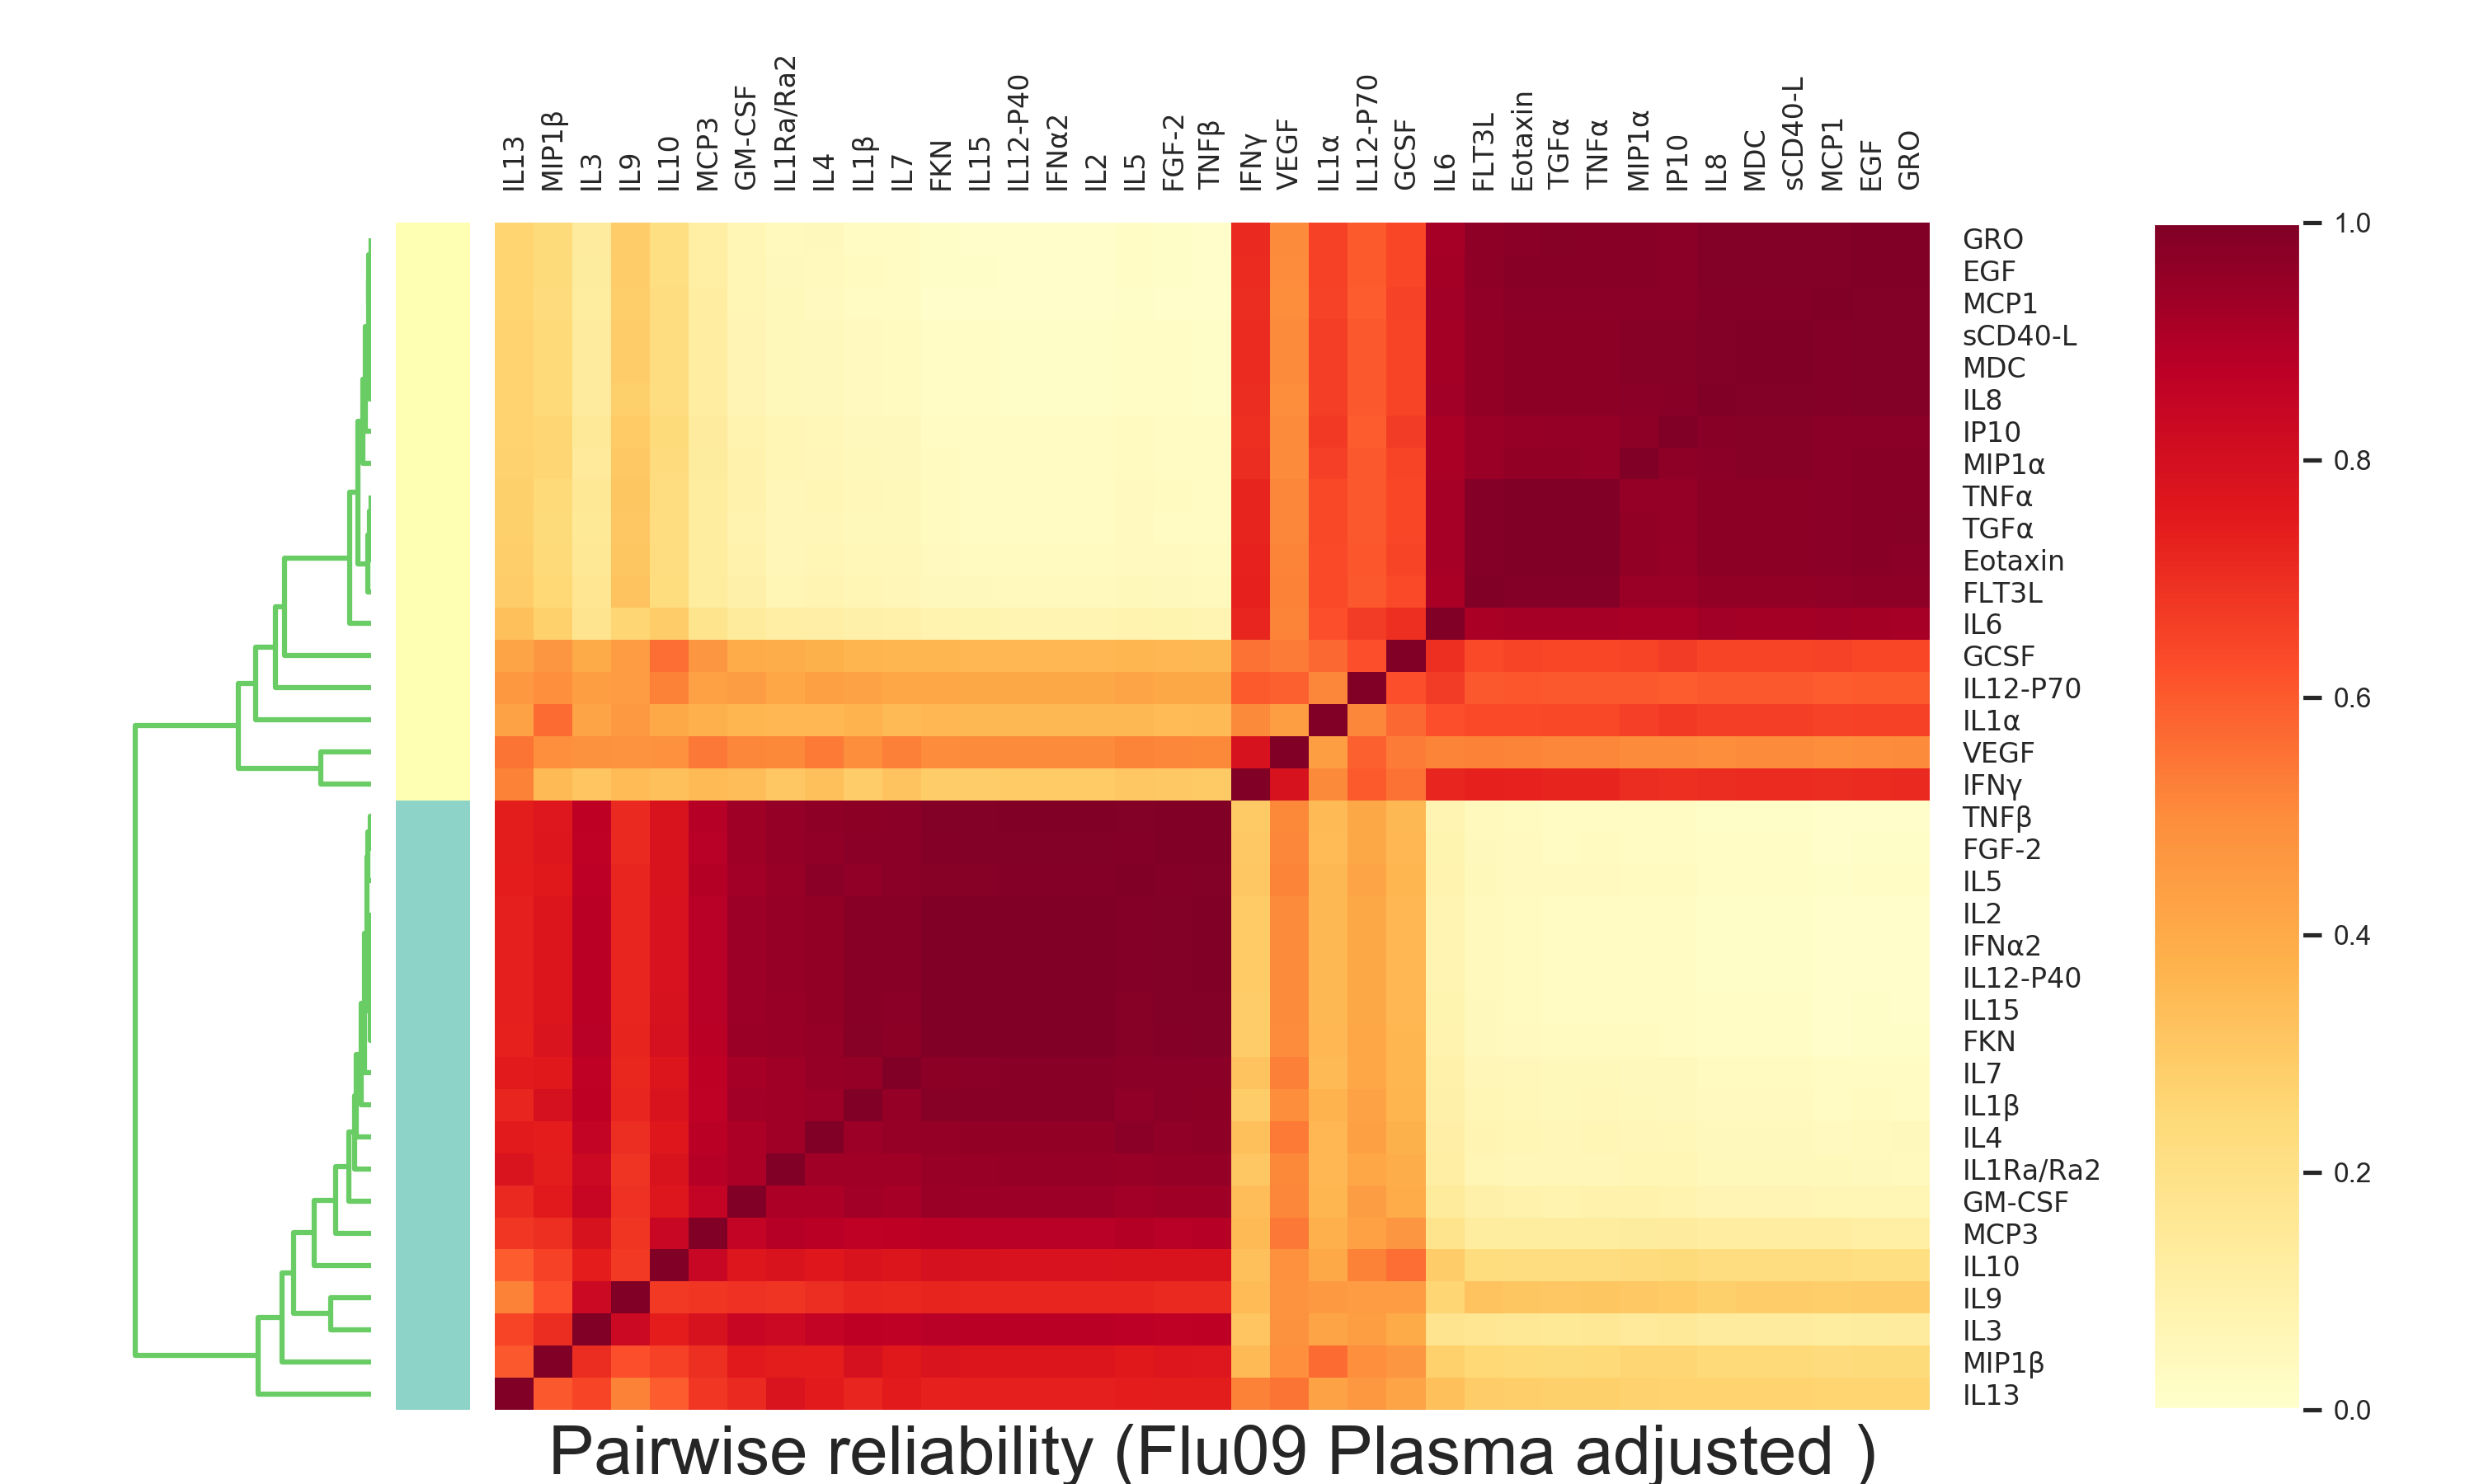 IL13
MIP1β
IL3
IL9
IL10
MCP3
GM-CSF
IL1Ra/Ra2
IL4
IL1β
IL7
FKN
IL15
IL12-P40
IFNα2
IL2
IL5
FGF-2
TNFβ
IFNγ
VEGF
IL1α
IL12-P70
GCSF
IL6
FLT3L
Eotaxin
TGFα
TNFα
MIP1α
IP10
IL8
MDC
sCD40-L
MCP1
EGF
GRO
GRO
EGF
MCP1
sCD40-L
MDC
IL8
IP10
MIP1α
TNFα
TGFα
Eotaxin
FLT3L
IL6
GCSF
IL12-P70
IL1α
VEGF
IFNγ
TNFβ
FGF-2
IL5
IL2
IFNα2
IL12-P40
IL15
FKN
IL7
IL1β
IL4
IL1Ra/Ra2
GM-CSF
MCP3
IL10
IL9
IL3
MIP1β
IL13
1.0
0.8
0.6
0.4
0.2
0.0
Pairwise reliability (Flu09 Plasma adjusted )